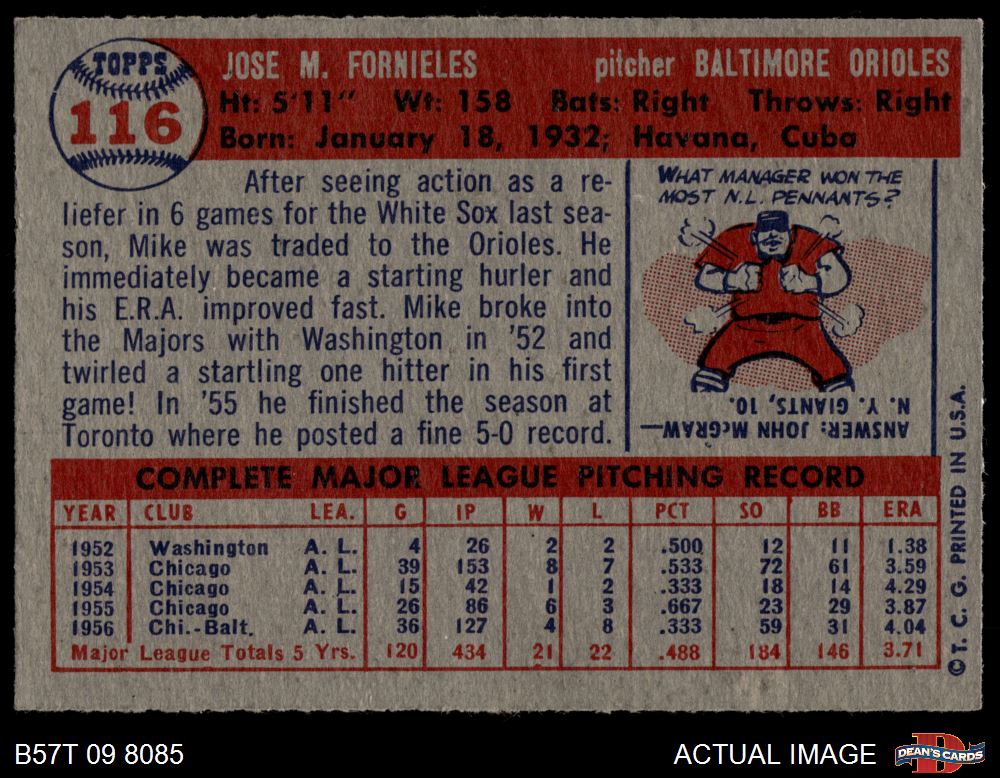 TOPPS
116
JOSE M. FORNIELES pitcher BALTIMORE ORIOLES
Ht: 5'11" Wt: 158 Bats: Right Throws: Right
Born: January 18, 1932; Havana, Cuba
After seeing action as a re-
liefer in 6 games for the White Sox last sea-
son, Mike was traded to the Orioles. He
immediately became a starting hurler and
his E.R.A. improved fast. Mike broke into
the Majors with Washington in '52 and
twirled a startling one hitter in his first
game! In '55 he finished the season at
Toronto where he posted a fine 5-0 record.
WHAT MANAGER WON THE
MOST N.L. PENNANTS?
ANSWER: JOHN McGRAW—
N. Y. GIANTS, 10.
COMPLETE MAJOR LEAGUE PITCHING RECORD
YEAR CLUB LEA. G IP W L PCT SO BB ERA
1952 Washington A. L. 4 26 2 2 .500 12 11 1.38
1953 Chicago A. L. 39 153 8 7 .533 72 61 3.59
1954 Chicago A. L. 15 42 1 2 .333 18 14 4.29
1955 Chicago A. L. 26 86 6 3 .667 23 29 3.87
1956 Chi.-Balt. A. L. 36 127 4 8 .333 59 31 4.04
Major League Totals 5 Yrs. 120 434 21 22 .488 184 146 3.71
© T. C. G. PRINTED IN U.S.A.
B57T 09 8085 ACTUAL IMAGE DEAN'S CARDS